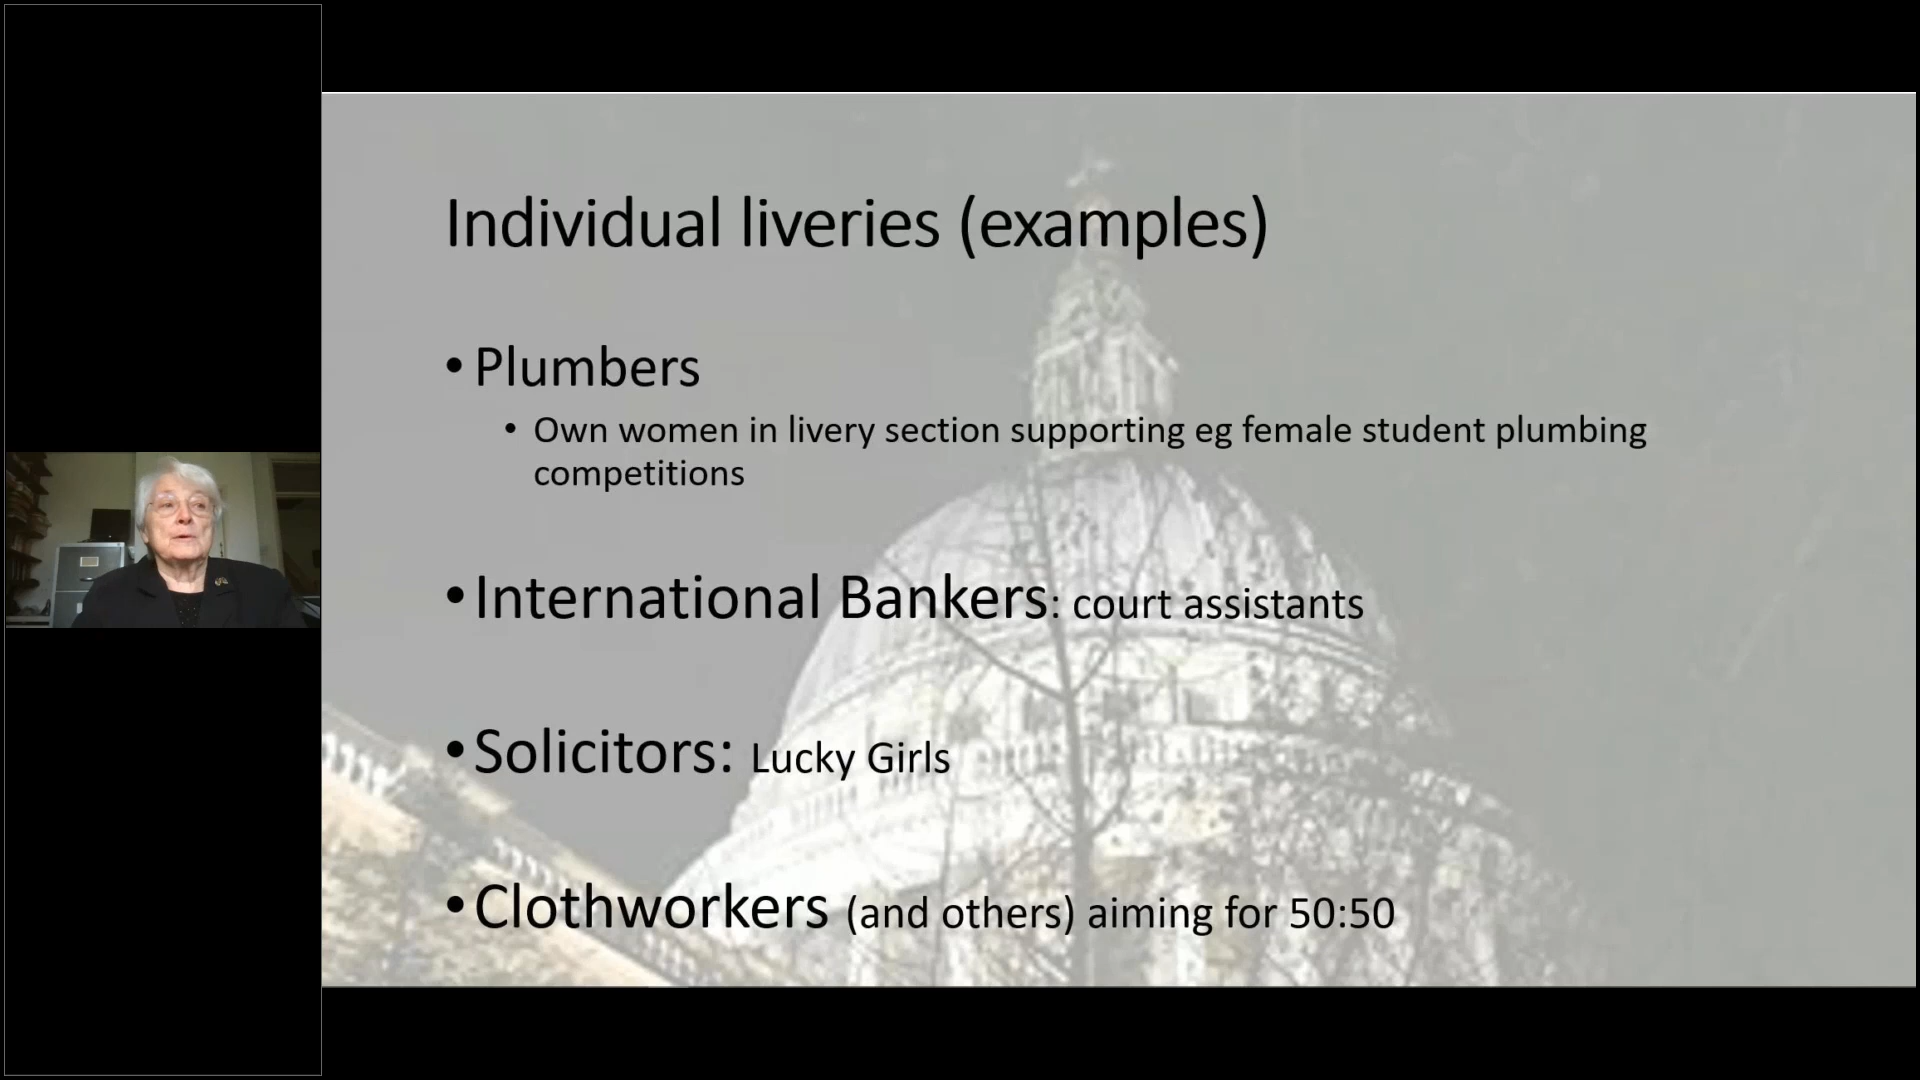 Individual liveries (examples)
• Plumbers
• Own women in livery section supporting eg female student plumbing
competitions
• International Bankers: court assistants
• Solicitors: Lucky Girls
• Clothworkers (and others) aiming for 50:50